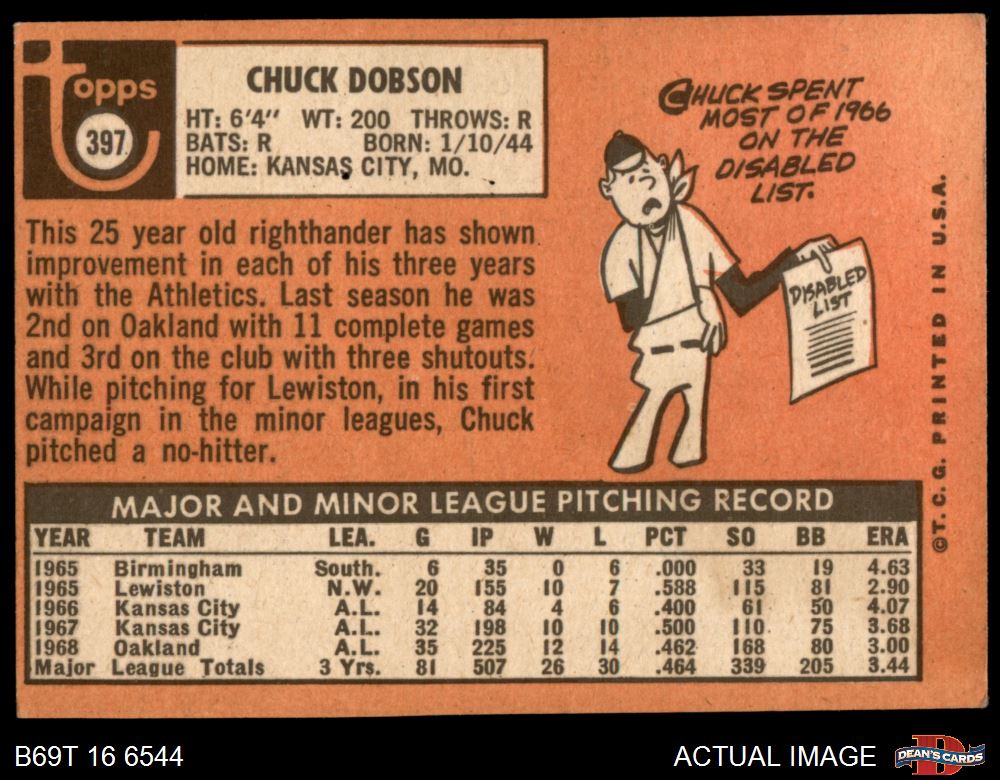 topps
397
CHUCK DOBSON
HT: 6'4" WT: 200 THROWS: R
BATS: R BORN: 1/10/44
HOME: KANSAS CITY, MO.
CHUCK SPENT
MOST OF 1966
ON THE
DISABLED
LIST.
DISABLED
LIST
This 25 year old righthander has shown
improvement in each of his three years
with the Athletics. Last season he was
2nd on Oakland with 11 complete games
and 3rd on the club with three shutouts.
While pitching for Lewiston, in his first
campaign in the minor leagues, Chuck
pitched a no-hitter.
©T. C. G. PRINTED IN U.S.A.
MAJOR AND MINOR LEAGUE PITCHING RECORD
YEAR TEAM LEA. G IP W L PCT SO BB ERA
1965 Birmingham South. 6 35 0 6 .000 33 19 4.63
1965 Lewiston N.W. 20 155 10 7 .588 115 81 2.90
1966 Kansas City A.L. 14 84 4 6 .400 61 50 4.07
1967 Kansas City A.L. 32 198 10 10 .500 110 75 3.68
1968 Oakland A.L. 35 225 12 14 .462 168 80 3.00
Major League Totals 3 Yrs. 81 507 26 30 .464 339 205 3.44
B69T 16 6544
ACTUAL IMAGE
D
DEAN'S CARDS